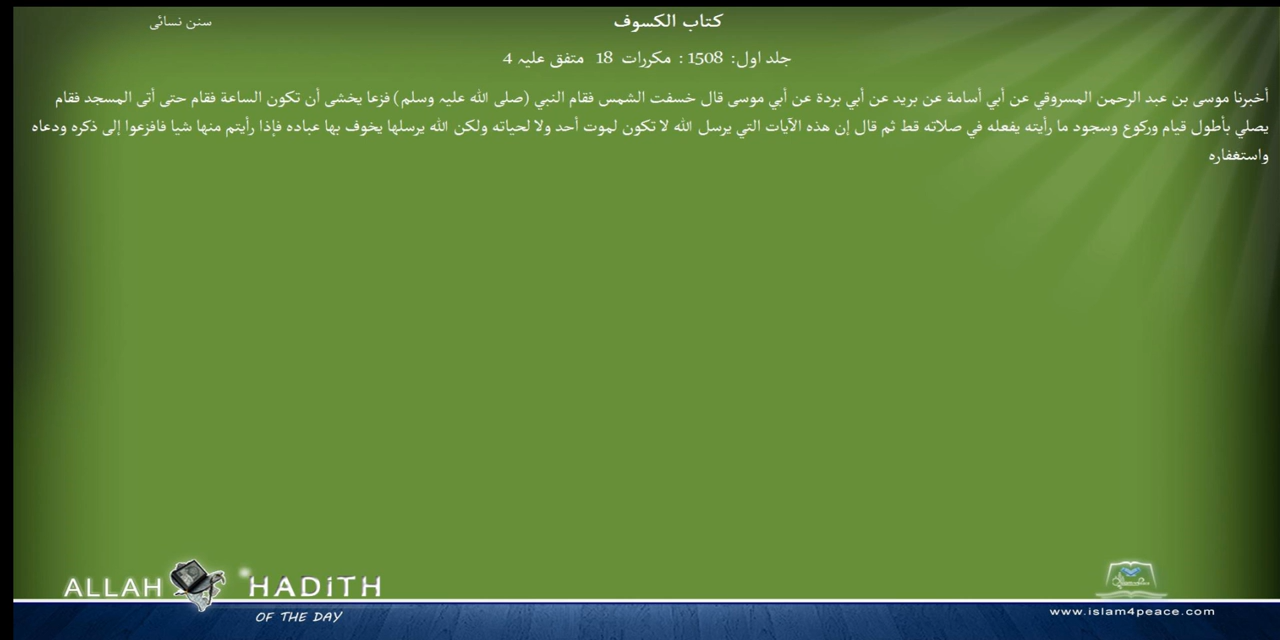 كتاب الكسوف
سنن نسائی
جلد اول: 1508 : مکررات 18 متفق علیہ 4
أخبرنا موسى بن عبد الرحمن المسروقي عن أبي أسامة عن بريد عن أبي بردة عن أبي موسى قال خسفت الشمس فقام النبي (صلی اللہ علیہ وسلم) فزعا يخشى أن تكون الساعة فقام حتى أتى المسجد فقام
يصلي بأطول قيام وركوع وسجود ما رأيته يفعله في صلاته قط ثم قال إن هذه الآيات التي يرسل الله لا تكون لموت أحد ولا لحياته ولكن الله يرسلها يخوف بها عباده فإذا رأيتم منها شيا فافزعوا إلى ذكره ودعاه
واستغفاره
ALLAH HADITH
OF THE DAY
www.islam4peace.com